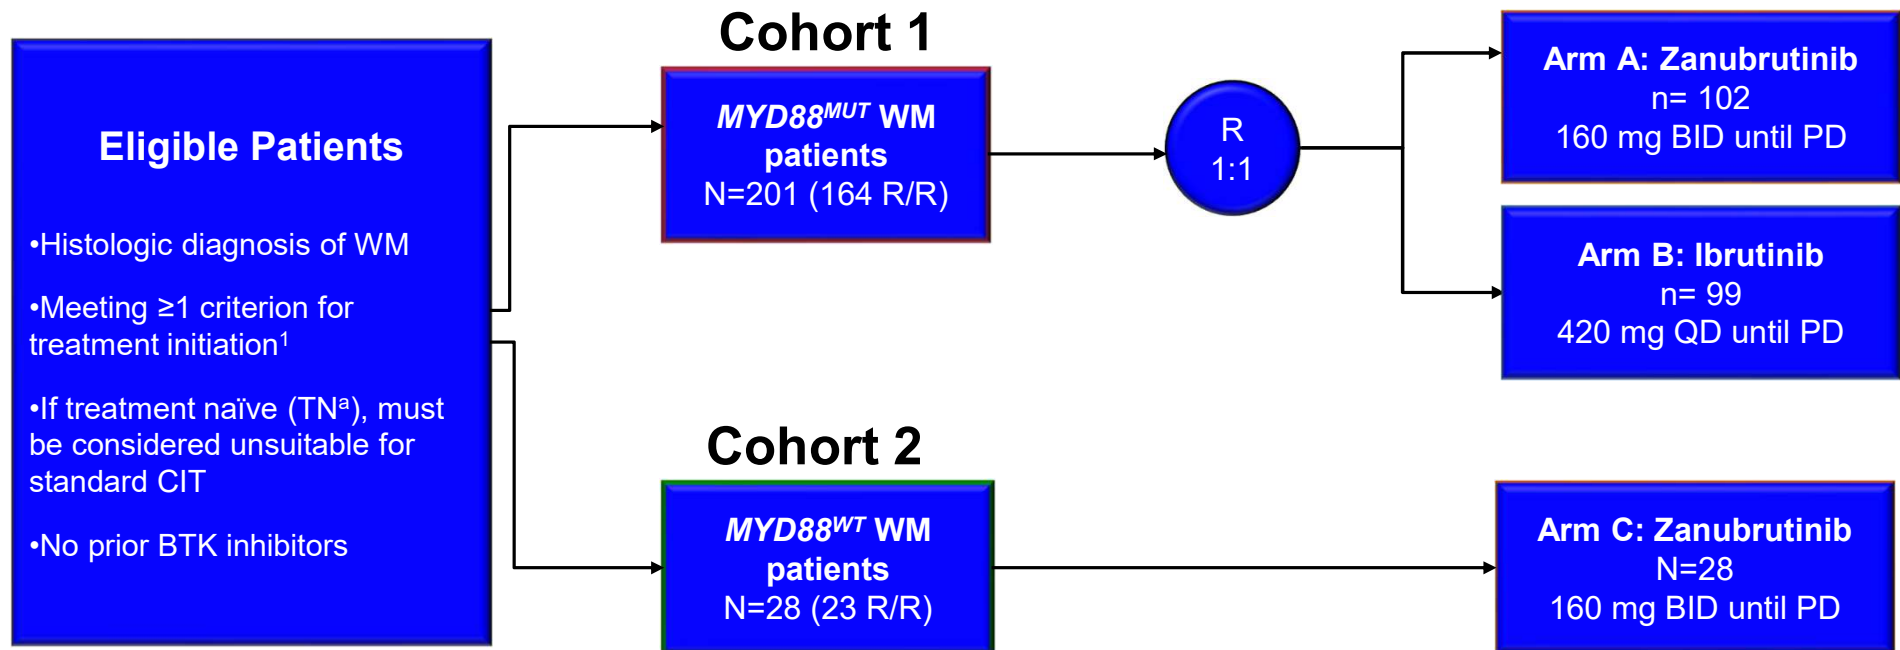 Eligible Patients
•Histologic diagnosis of WM
•Meeting ≥1 criterion for
treatment initiation¹
•If treatment naïve (TNᵃ), must
be considered unsuitable for
standard CIT
•No prior BTK inhibitors
Cohort 1
MYD88ᴹᵁᵀ WM
patients
N=201 (164 R/R)
R
1:1
Arm A: Zanubrutinib
n= 102
160 mg BID until PD
Arm B: Ibrutinib
n= 99
420 mg QD until PD
Cohort 2
MYD88ᵂᵀ WM
patients
N=28 (23 R/R)
Arm C: Zanubrutinib
N=28
160 mg BID until PD